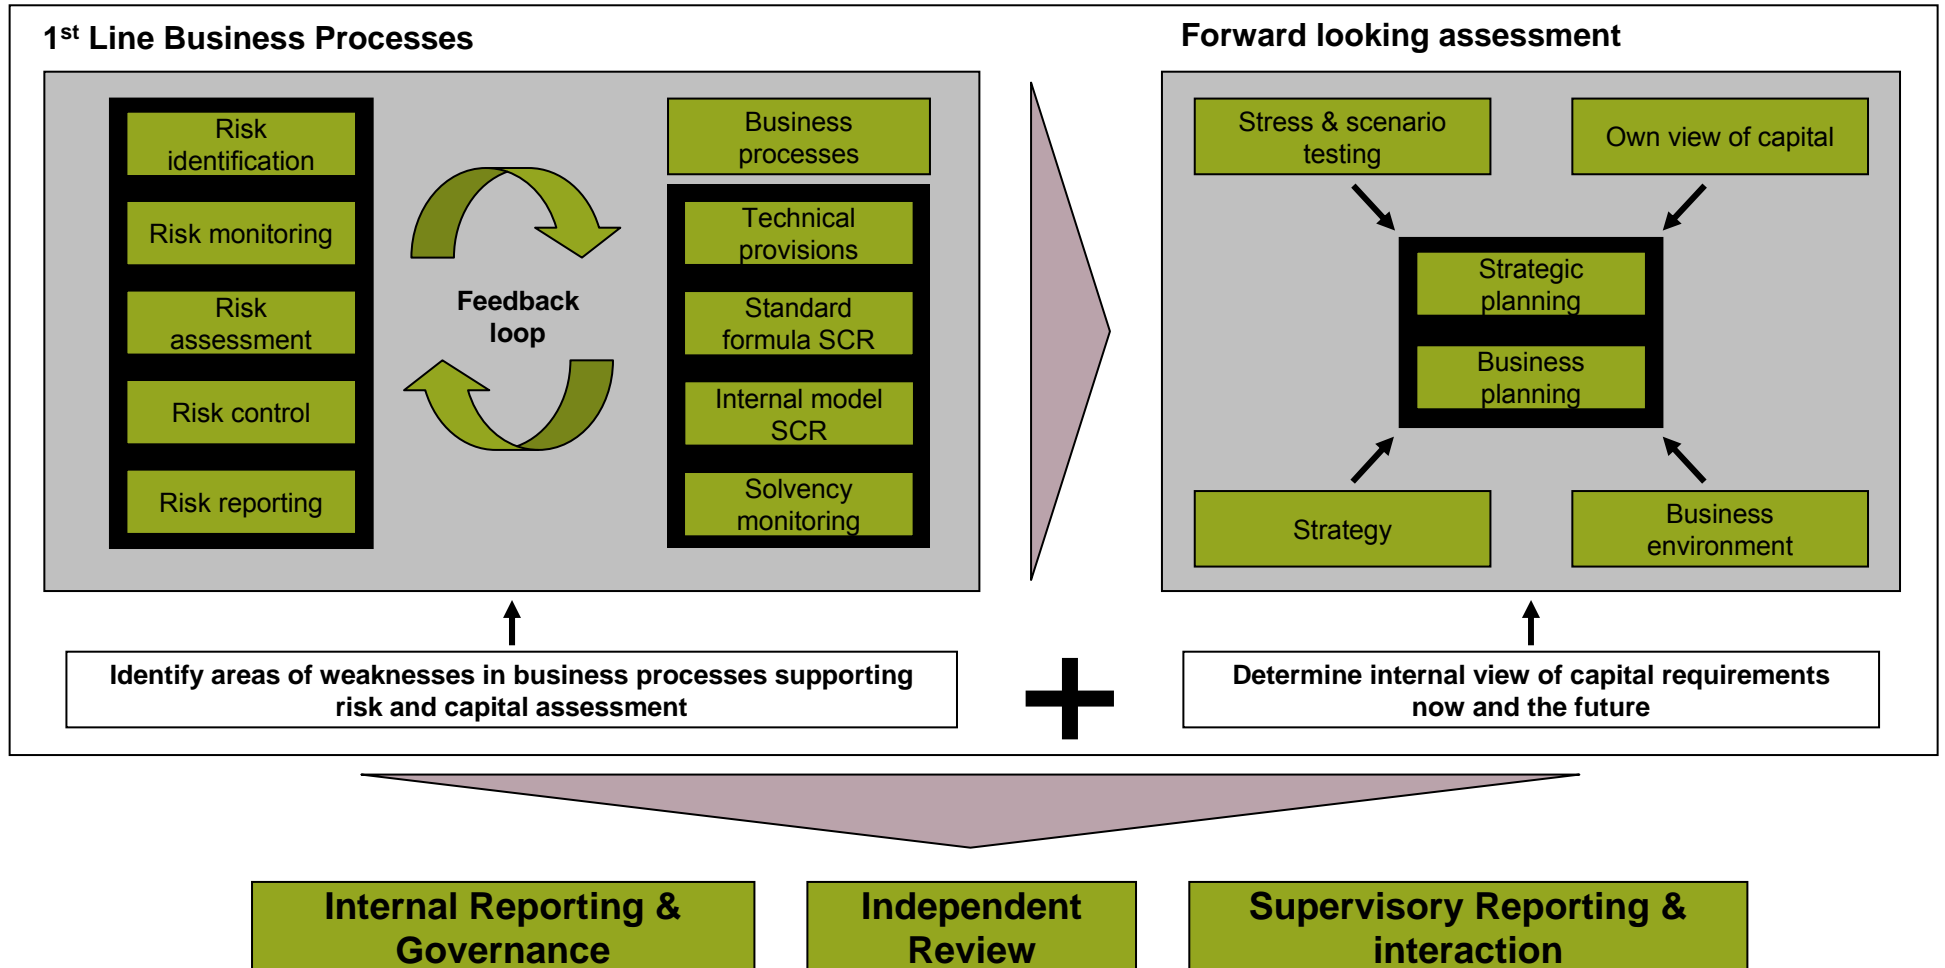 1st Line Business Processes
Risk
identification
Risk monitoring
Risk
assessment
Risk control
Risk reporting
Feedback
loop
Business
processes
Technical
provisions
Standard
formula SCR
Internal model
SCR
Solvency
monitoring
Identify areas of weaknesses in business processes supporting
risk and capital assessment
Forward looking assessment
Stress & scenario
testing
Own view of capital
Strategic
planning
Business
planning
Strategy
Business
environment
Determine internal view of capital requirements
now and the future
Internal Reporting &
Governance
Independent
Review
Supervisory Reporting &
interaction